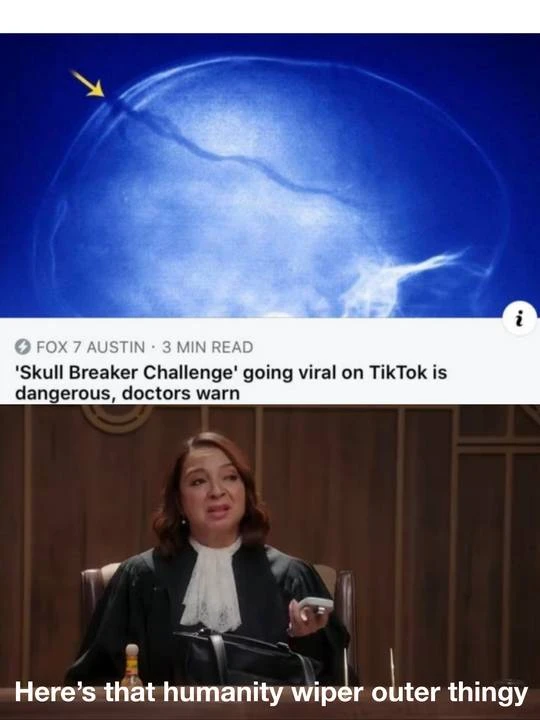 FOX 7 AUSTIN · 3 MIN READ
'Skull Breaker Challenge' going viral on TikTok is
dangerous, doctors warn
Here's that humanity wiper outer thingy